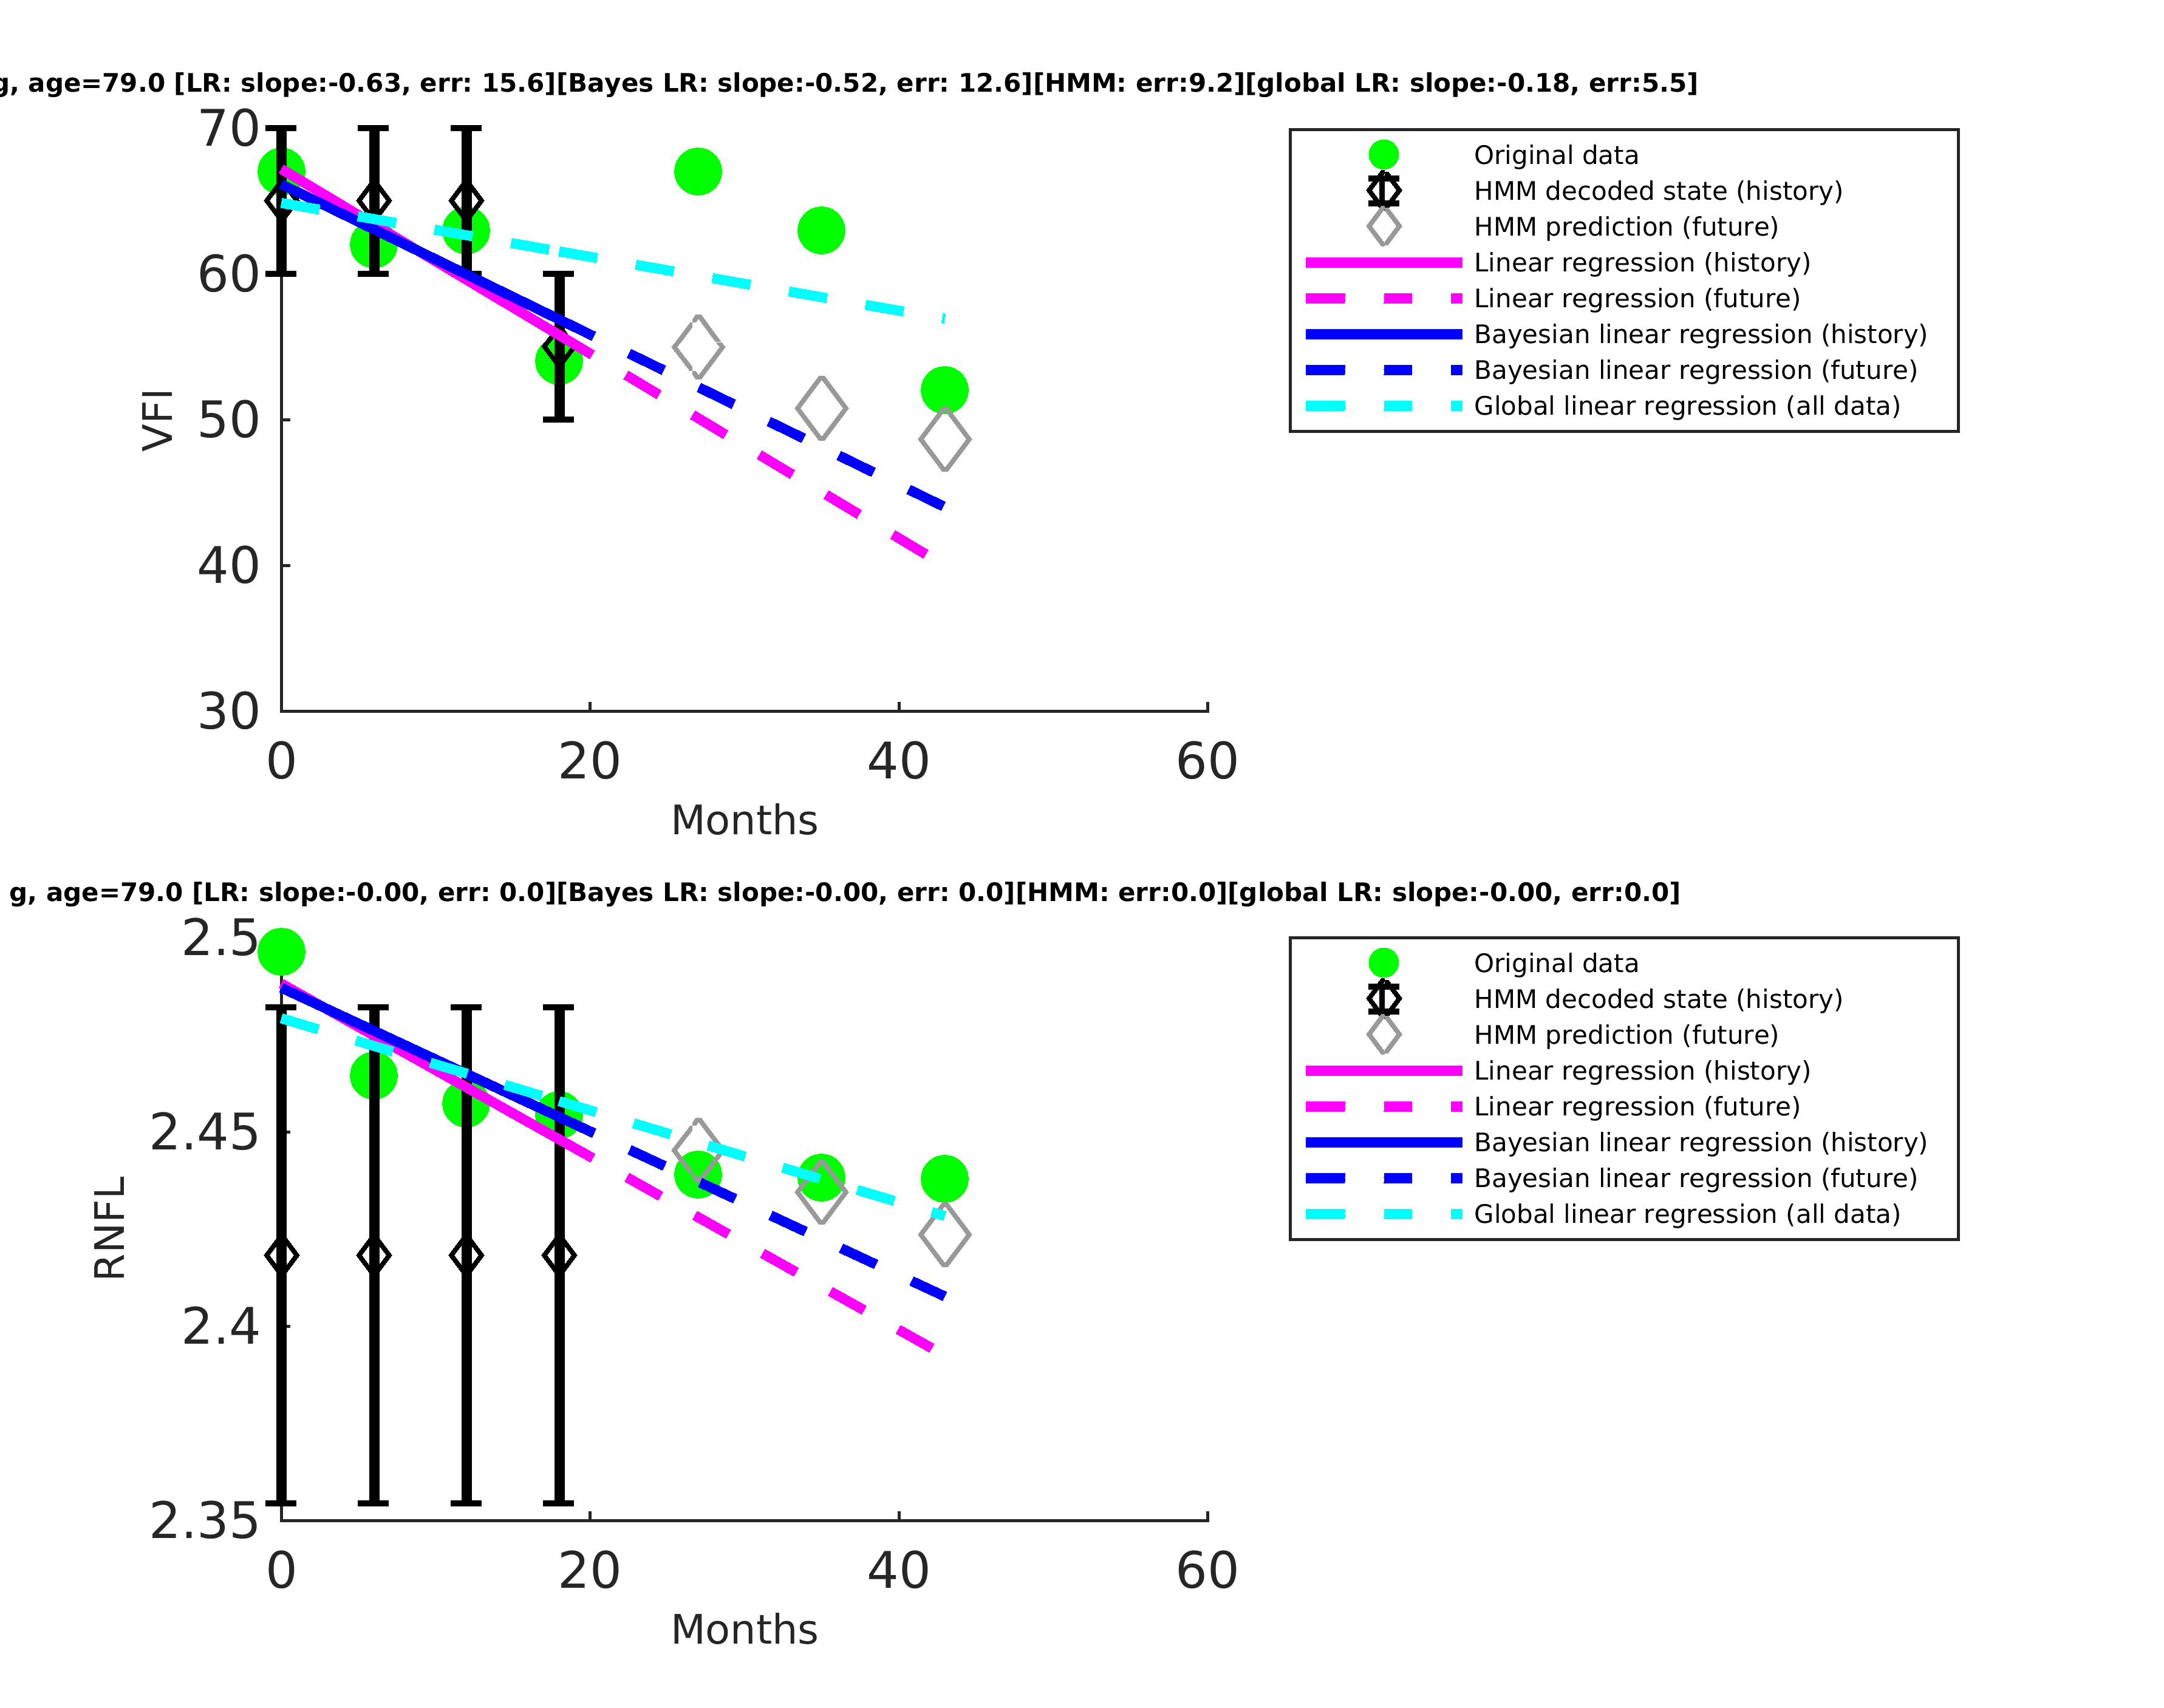 g, age=79.0 [LR: slope:-0.63, err: 15.6][Bayes LR: slope:-0.52, err: 12.6][HMM: err:9.2][global LR: slope:-0.18, err:5.5]
70
60
50
40
30
VFI
0 20 40 60
Months
Original data
HMM decoded state (history)
HMM prediction (future)
Linear regression (history)
Linear regression (future)
Bayesian linear regression (history)
Bayesian linear regression (future)
Global linear regression (all data)
g, age=79.0 [LR: slope:-0.00, err: 0.0][Bayes LR: slope:-0.00, err: 0.0][HMM: err:0.0][global LR: slope:-0.00, err:0.0]
2.5
2.45
2.4
2.35
RNFL
0 20 40 60
Months
Original data
HMM decoded state (history)
HMM prediction (future)
Linear regression (history)
Linear regression (future)
Bayesian linear regression (history)
Bayesian linear regression (future)
Global linear regression (all data)